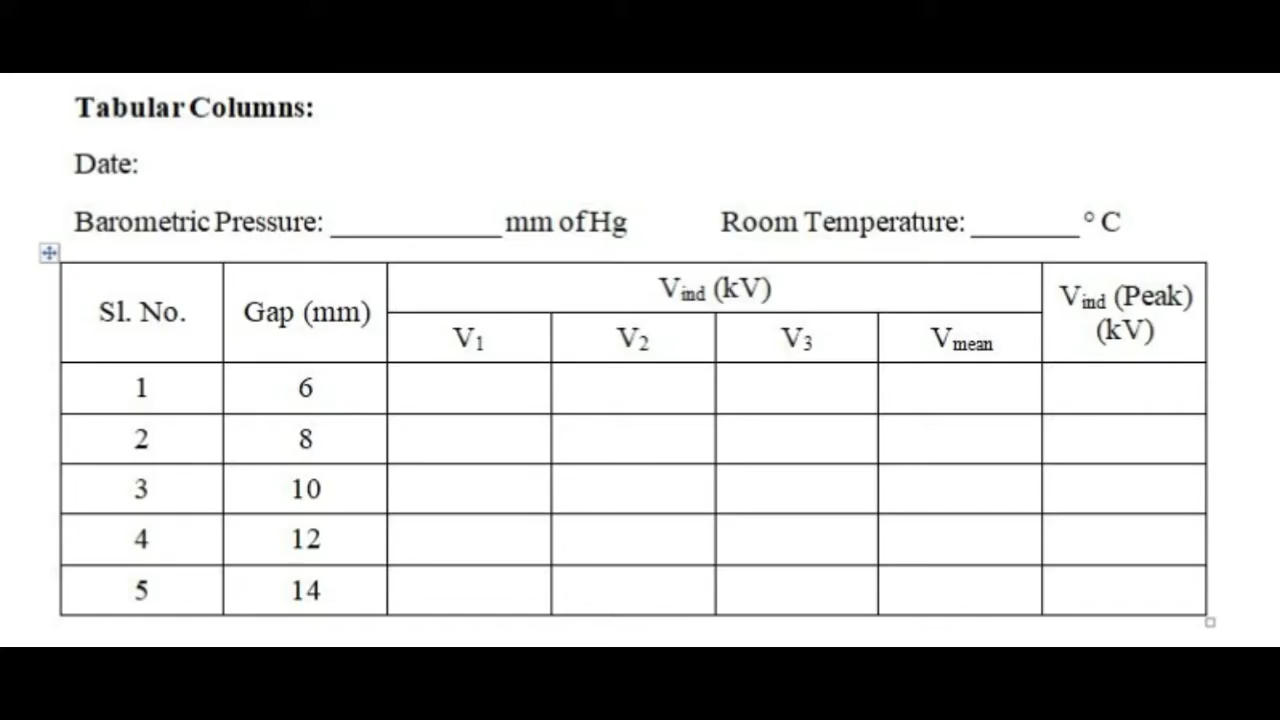 Tabular Columns:
Date:
Barometric Pressure: ____________ mm of Hg Room Temperature: ________ ° C
Sl. No. Gap (mm) Vind (kV) Vind (Peak) (kV)
V1 V2 V3 Vmean
1 6
2 8
3 10
4 12
5 14